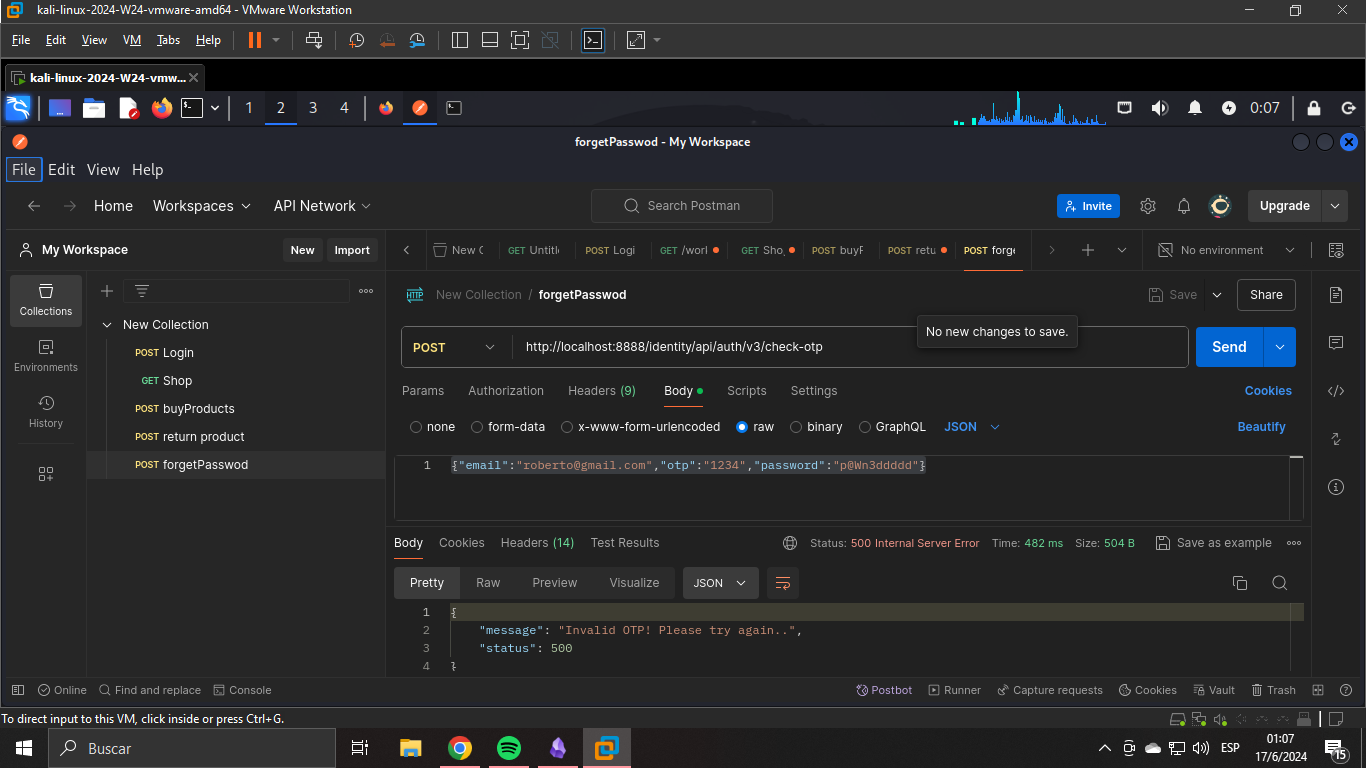 kali-linux-2024-W24-vmware-amd64 - VMware Workstation
File Edit View VM Tabs Help
kali-linux-2024-W24-vmw...
1 2 3 4 0:07
forgetPasswod - My Workspace
File Edit View Help
Home Workspaces API Network Search Postman Invite Upgrade
My Workspace New Import
New C GET Untitl POST Logi GET /worl GET Sho POST buyP POST retu POST forge No environment
Collections
Environments
History
New Collection
POST Login
GET Shop
POST buyProducts
POST return product
POST forgetPasswod
HTTP New Collection / forgetPasswod Save Share
No new changes to save.
POST http://localhost:8888/identity/api/auth/v3/check-otp Send
Params Authorization Headers (9) Body Scripts Settings Cookies
none form-data x-www-form-urlencoded raw binary GraphQL JSON Beautify
1 {"email":"roberto@gmail.com","otp":"1234","password":"p@Wn3ddddd"}
Body Cookies Headers (14) Test Results Status: 500 Internal Server Error Time: 482 ms Size: 504 B Save as example
Pretty Raw Preview Visualize JSON
1 {
2 "message": "Invalid OTP! Please try again..",
3 "status": 500
4 }
Online Find and replace Console Postbot Runner Capture requests Cookies Vault Trash
To direct input to this VM, click inside or press Ctrl+G.
Buscar ESP 01:07
17/6/2024 15